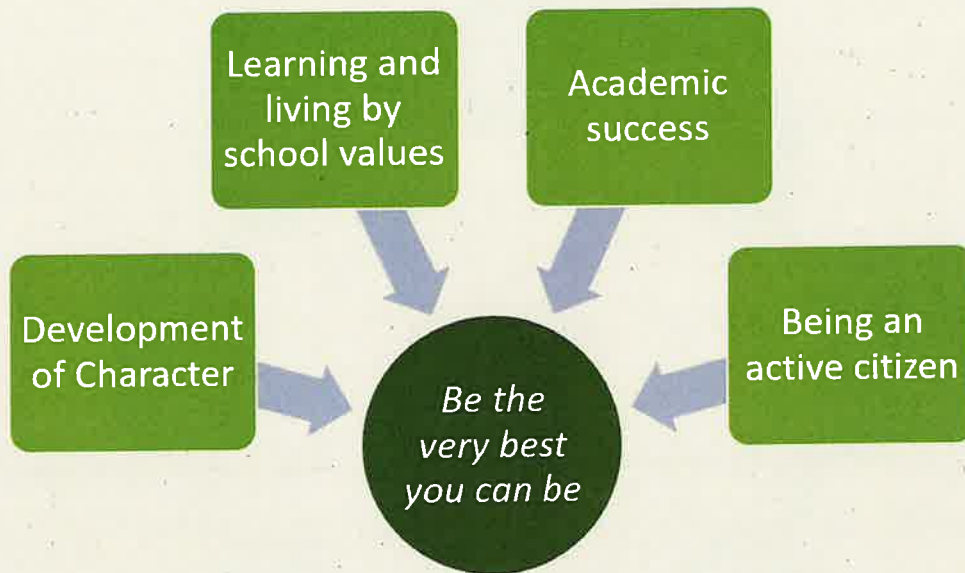 Learning and
living by
school values
Academic
success
Development
of Character
Being an
active citizen
Be the
very best
you can be